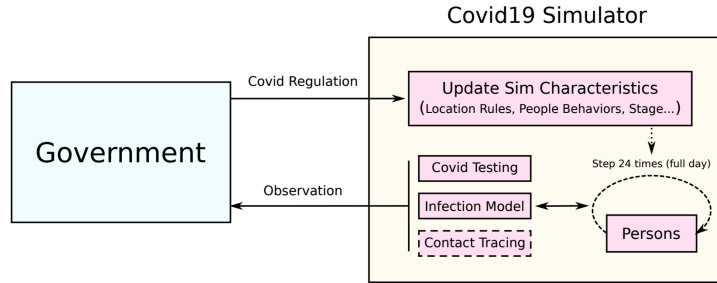 Covid19 Simulator
Covid Regulation
Update Sim Characteristics
(Location Rules, People Behaviors, Stage...)
Government
Step 24 times (full day)
Covid Testing
Observation
Infection Model
Persons
Contact Tracing